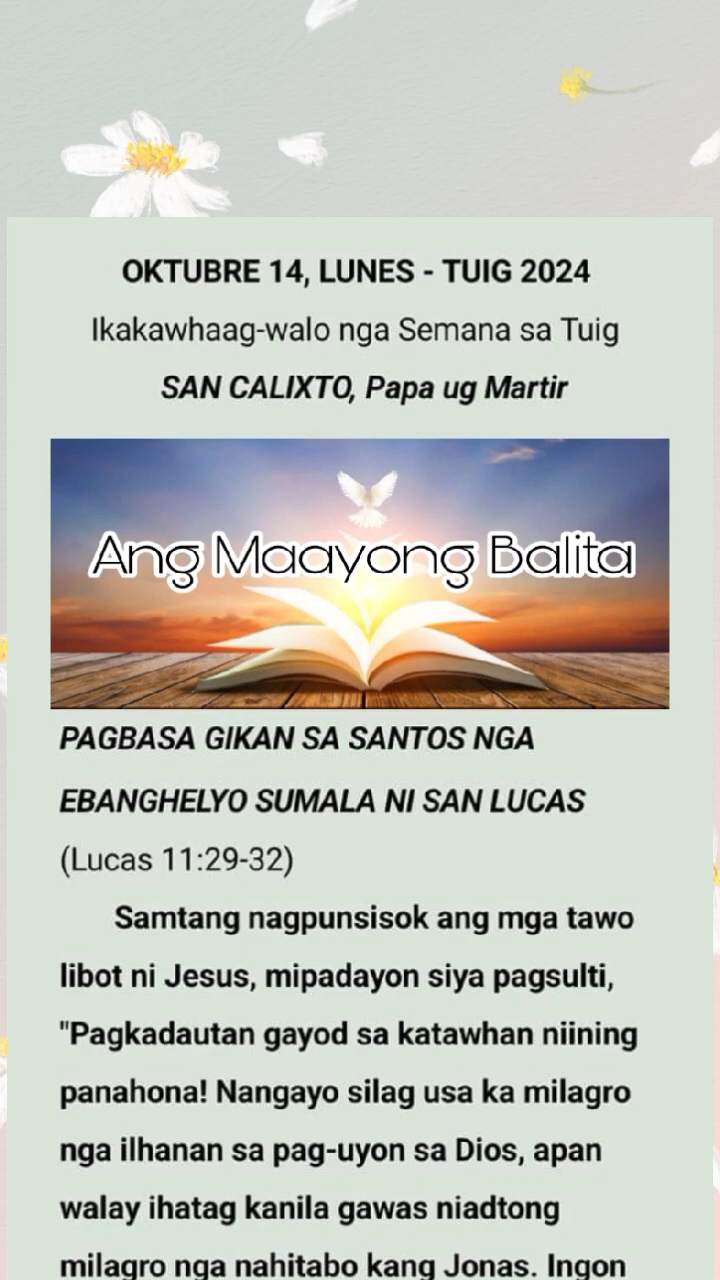 OKTUBRE 14, LUNES - TUIG 2024
Ikakawhaag-walo nga Semana sa Tuig
SAN CALIXTO, Papa ug Martir
Ang Maayong Balita
PAGBASA GIKAN SA SANTOS NGA
EBANGHELYO SUMALA NI SAN LUCAS
(Lucas 11:29-32)
Samtang nagpunsisok ang mga tawo
libot ni Jesus, mipadayon siya pagsulti,
"Pagkadautan gayod sa katawhan niining
panahona! Nangayo silag usa ka milagro
nga ilhanan sa pag-uyon sa Dios, apan
walay ihatag kanila gawas niadtong
milagro nga nahitabo kang Jonas. Ingon